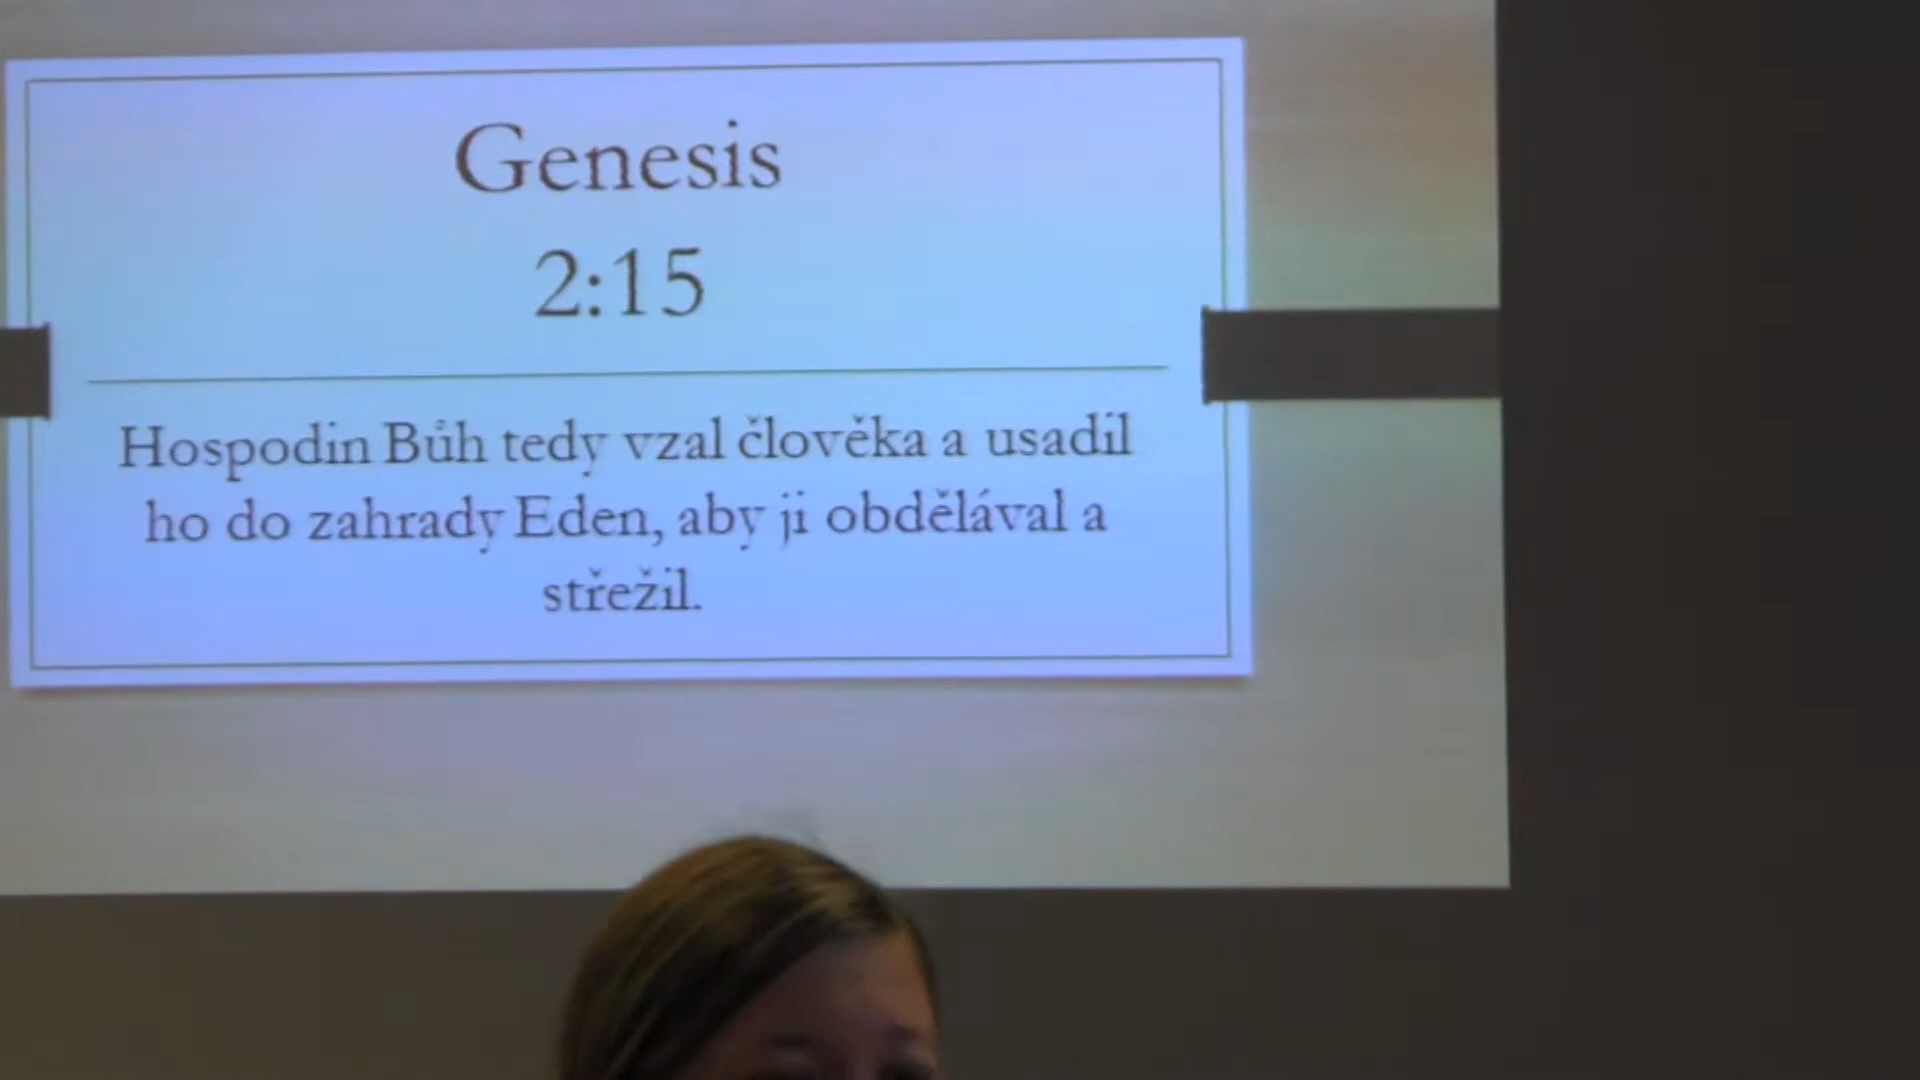 Genesis
2:15
Hospodin Bůh tedy vzal člověka a usadil
ho do zahrady Eden, aby ji obdělával a
střežil.